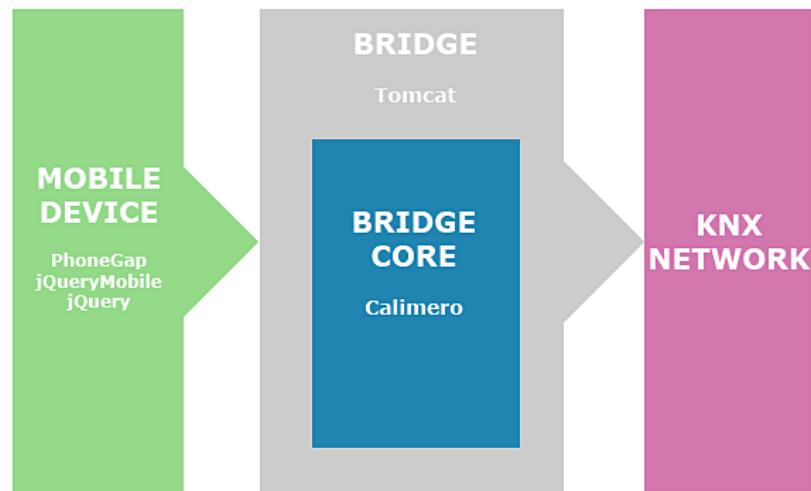 MOBILE
DEVICE
PhoneGap
jQueryMobile
jQuery
BRIDGE
Tomcat
BRIDGE
CORE
Calimero
KNX
NETWORK